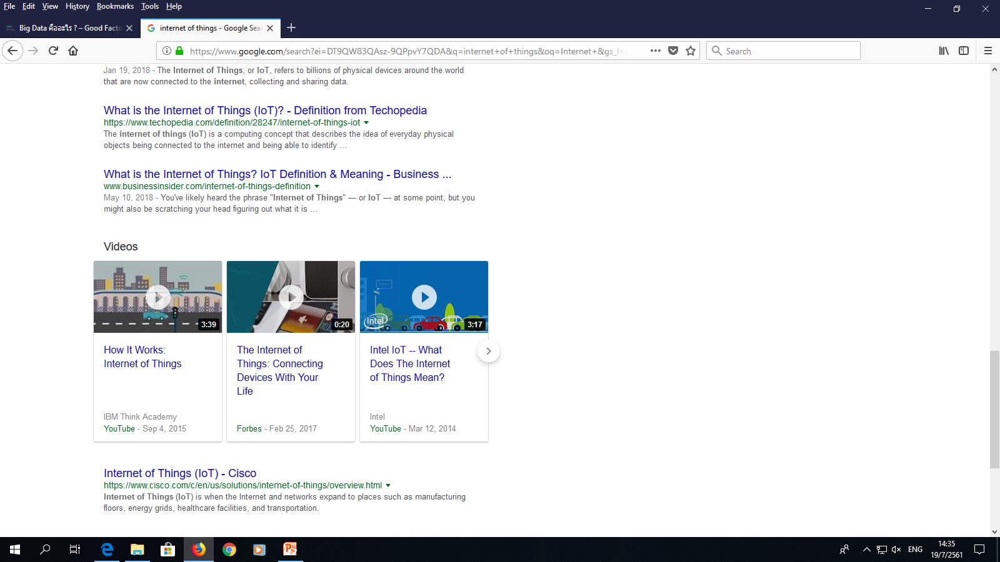 File Edit View History Bookmarks Tools Help
Big Data คืออะไร ? – Good Facto
internet of things - Google Sea
https://www.google.com/search?ei=DT9QW83QAsz-9QPpvY7QDA&q=internet+of+things&oq=Internet+&gs_l=
Search
Jan 19, 2018 - The Internet of Things, or IoT, refers to billions of physical devices around the world
that are now connected to the internet, collecting and sharing data.
What is the Internet of Things (IoT)? - Definition from Techopedia
https://www.techopedia.com/definition/28247/internet-of-things-iot
The internet of things (IoT) is a computing concept that describes the idea of everyday physical
objects being connected to the internet and being able to identify ...
What is the Internet of Things? IoT Definition & Meaning - Business ...
www.businessinsider.com/internet-of-things-definition
May 10, 2018 - You've likely heard the phrase "Internet of Things" — or IoT — at some point, but you
might also be scratching your head figuring out what it is ...
Videos
3:39
0:20
intel
3:17
How It Works:
Internet of Things
IBM Think Academy
YouTube - Sep 4, 2015
The Internet of
Things: Connecting
Devices With Your
Life
Forbes - Feb 25, 2017
Intel IoT -- What
Does The Internet
of Things Mean?
Intel
YouTube - Mar 12, 2014
Internet of Things (IoT) - Cisco
https://www.cisco.com/c/en/us/solutions/internet-of-things/overview.html
Internet of Things (IoT) is when the Internet and networks expand to places such as manufacturing
floors, energy grids, healthcare facilities, and transportation.
ENG
14:35
19/7/2561